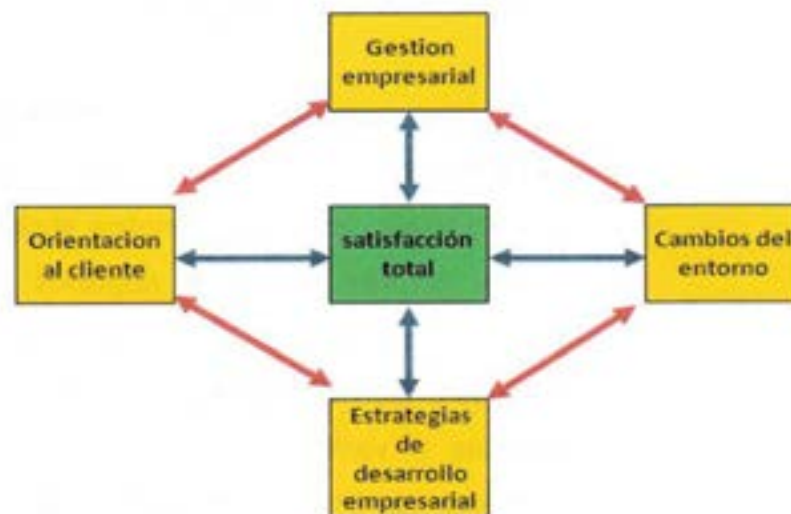 Gestion
empresarial
Orientacion
al cliente
satisfacción
total
Cambios del
entorno
Estrategias
de
desarrollo
empresarial